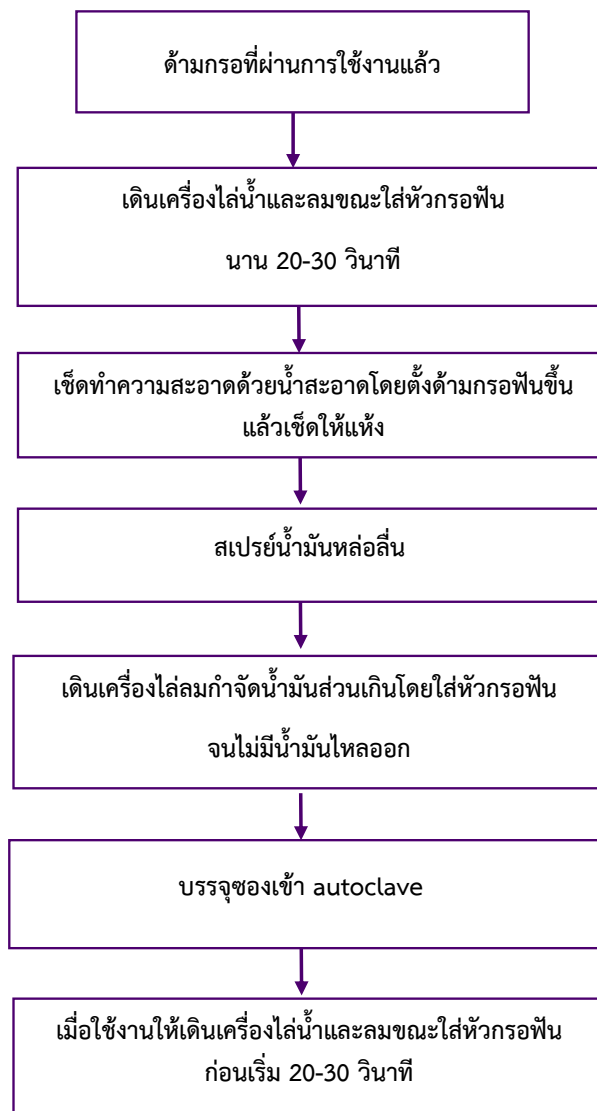 ด้ามกรอที่ผ่านการใช้งานแล้ว
เดินเครื่องไล่น้ำและลมขณะใส่หัวกรอฟัน
นาน 20-30 วินาที
เช็ดทำความสะอาดด้วยน้ำสะอาดโดยตั้งด้ามกรอฟันขึ้น
แล้วเช็ดให้แห้ง
สเปรย์น้ำมันหล่อลื่น
เดินเครื่องไล่ลมกำจัดน้ำมันส่วนเกินโดยใส่หัวกรอฟัน
จนไม่มีน้ำมันไหลออก
บรรจุซองเข้า autoclave
เมื่อใช้งานให้เดินเครื่องไล่น้ำและลมขณะใส่หัวกรอฟัน
ก่อนเริ่ม 20-30 วินาที